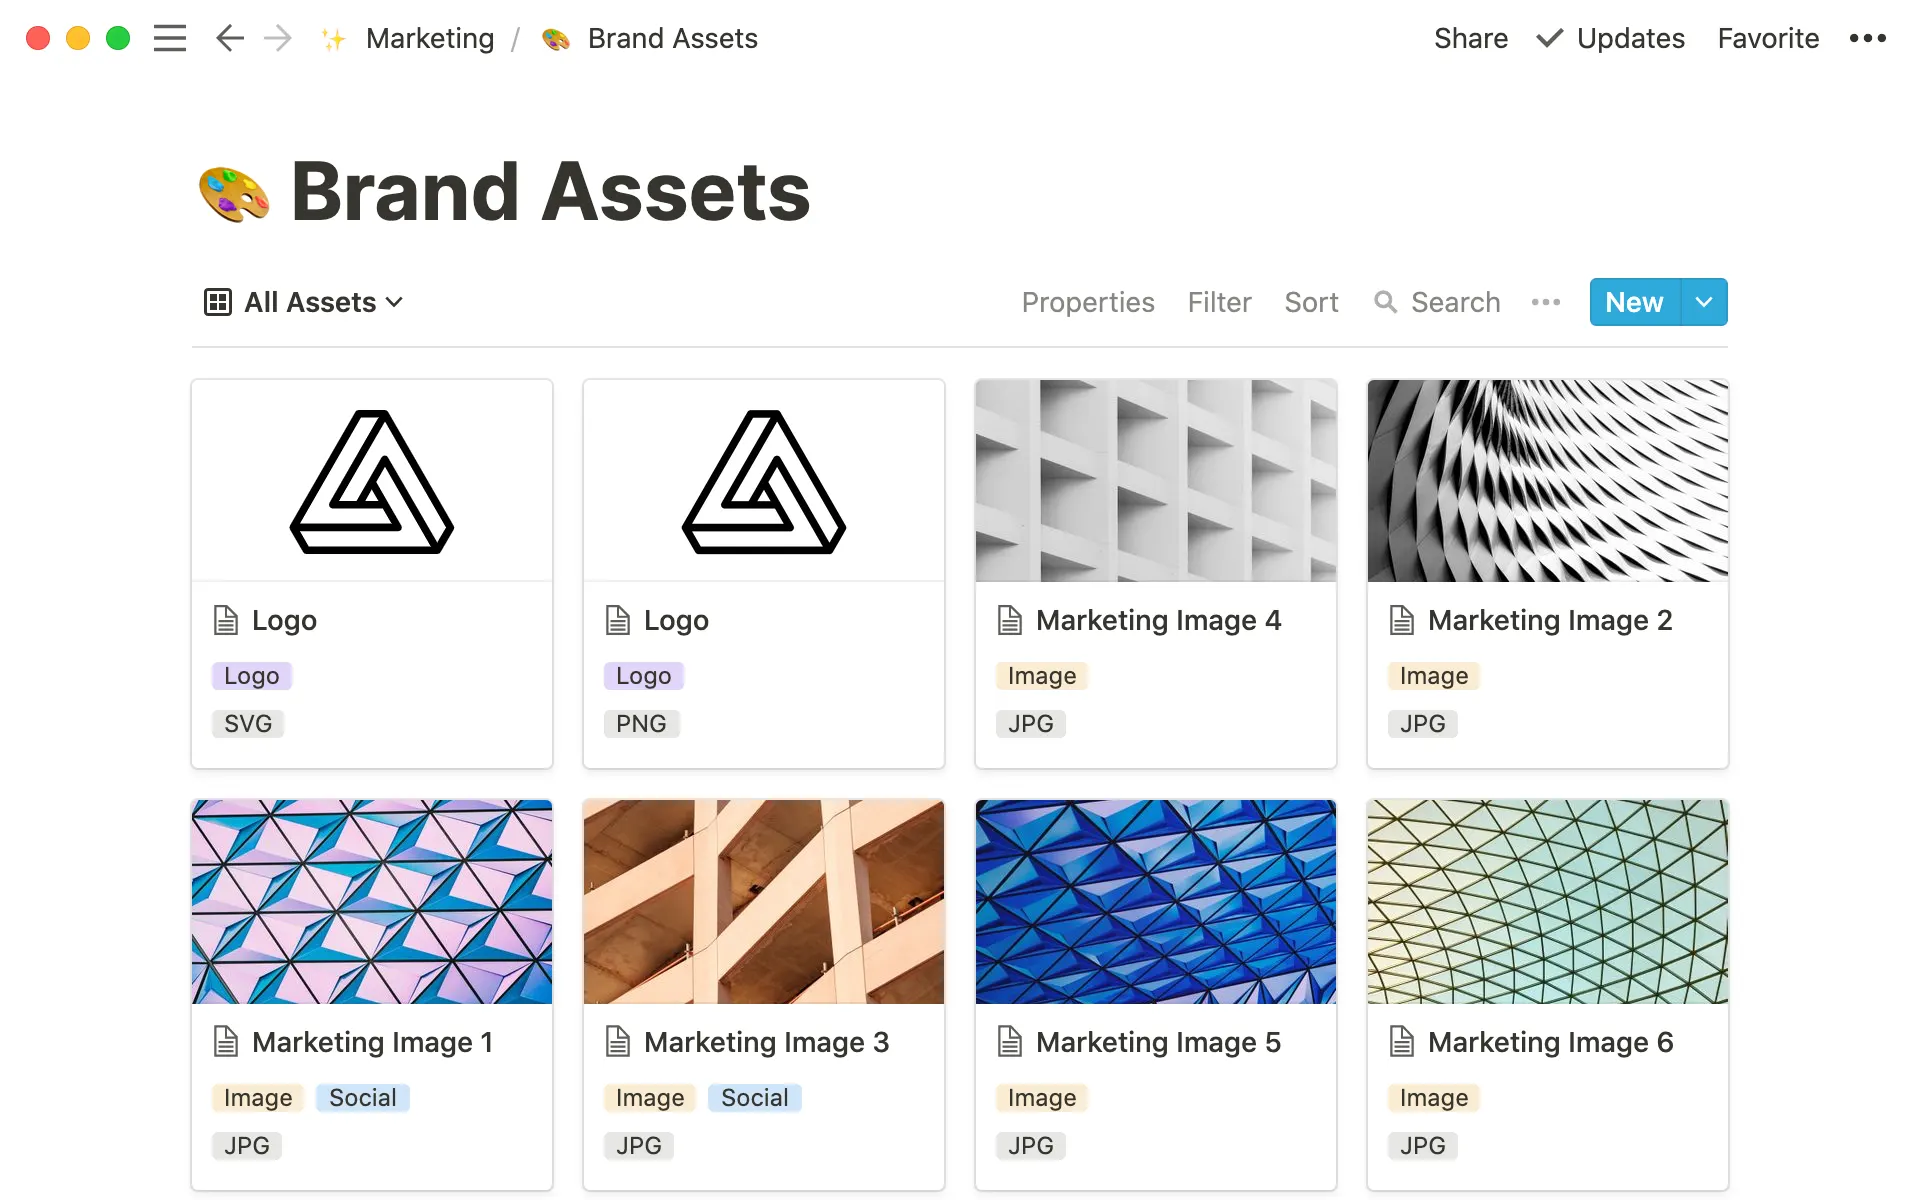 Marketing / Brand Assets
Share Updates Favorite
Brand Assets
All Assets
Properties Filter Sort Search New
Logo
Logo
SVG
Logo
Logo
PNG
Marketing Image 4
Image
JPG
Marketing Image 2
Image
JPG
Marketing Image 1
Image Social
JPG
Marketing Image 3
Image Social
JPG
Marketing Image 5
Image
JPG
Marketing Image 6
Image
JPG